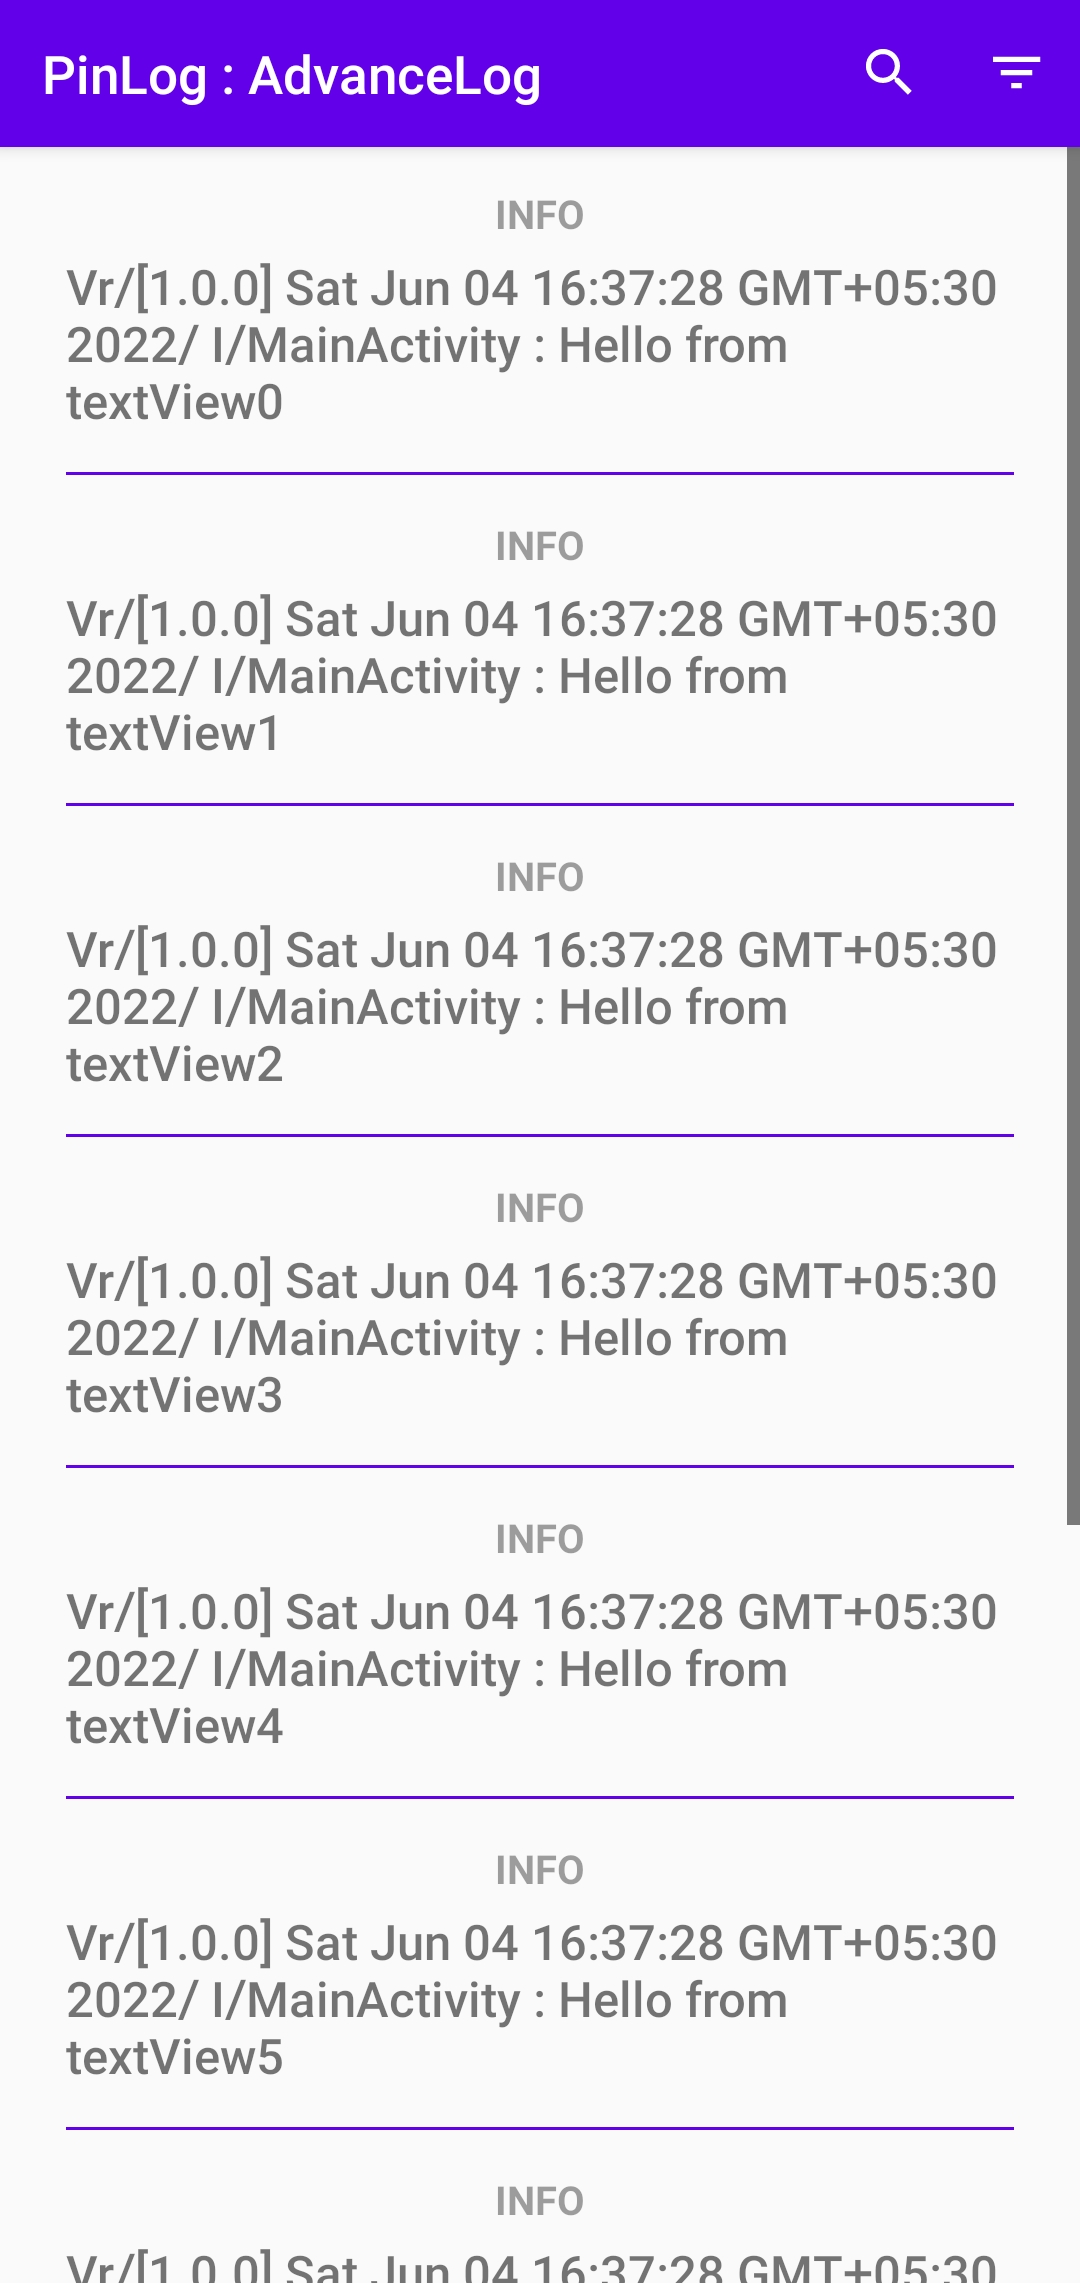 PinLog : AdvanceLog
INFO
Vr/[1.0.0] Sat Jun 04 16:37:28 GMT+05:30
2022/ I/MainActivity : Hello from
textView0
INFO
Vr/[1.0.0] Sat Jun 04 16:37:28 GMT+05:30
2022/ I/MainActivity : Hello from
textView1
INFO
Vr/[1.0.0] Sat Jun 04 16:37:28 GMT+05:30
2022/ I/MainActivity : Hello from
textView2
INFO
Vr/[1.0.0] Sat Jun 04 16:37:28 GMT+05:30
2022/ I/MainActivity : Hello from
textView3
INFO
Vr/[1.0.0] Sat Jun 04 16:37:28 GMT+05:30
2022/ I/MainActivity : Hello from
textView4
INFO
Vr/[1.0.0] Sat Jun 04 16:37:28 GMT+05:30
2022/ I/MainActivity : Hello from
textView5
INFO
Vr/[1.0.0] Sat Jun 04 16:37:28 GMT+05:30